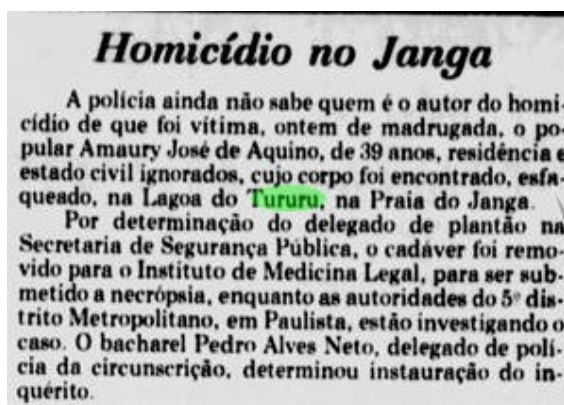 Homicídio no Janga
A polícia ainda não sabe quem é o autor do homi-
cídio de que foi vítima, ontem de madrugada, o po-
pular Amaury José de Aquino, de 39 anos, residência e
estado civil ignorados, cujo corpo foi encontrado, esfa-
queado, na Lagoa do Tururu, na Praia do Janga.
Por determinação do delegado de plantão na
Secretaria de Segurança Pública, o cadáver foi remo-
vido para o Instituto de Medicina Legal, para ser sub-
metido a necrópsia, enquanto as autoridades do 5º dis-
trito Metropolitano, em Paulista, estão investigando o
caso. O bacharel Pedro Alves Neto, delegado de polí-
cia da circunscrição, determinou instauração do in-
quérito.